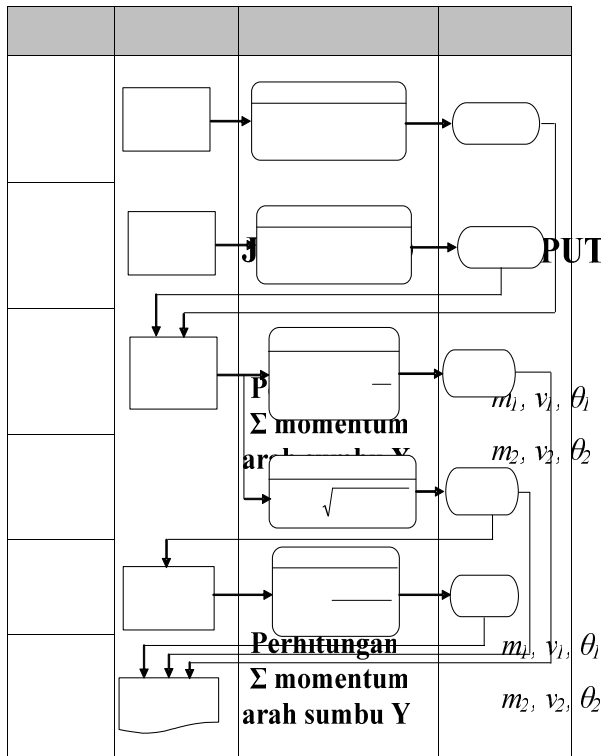 PUT
m1, v1, θ1
Σ momentum
m2, v2, θ2
√
Perhitungan
m1, v1, θ1
Σ momentum
m2, v2, θ2
arah sumbu Y